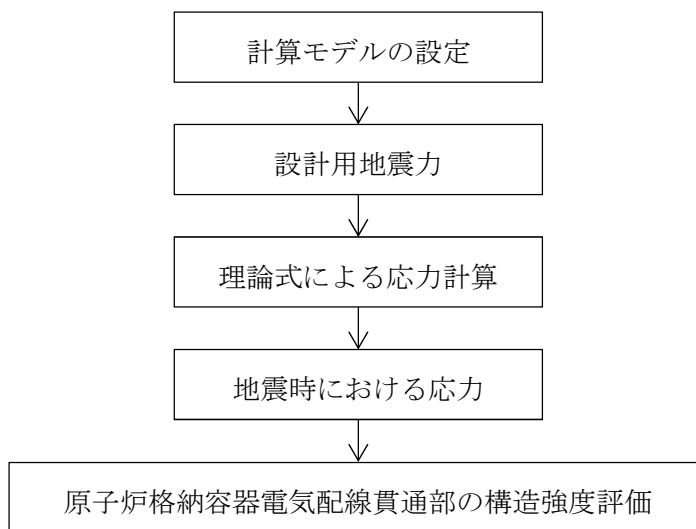 計算モデルの設定
設計用地震力
理論式による応力計算
地震時における応力
原子炉格納容器電気配線貫通部の構造強度評価